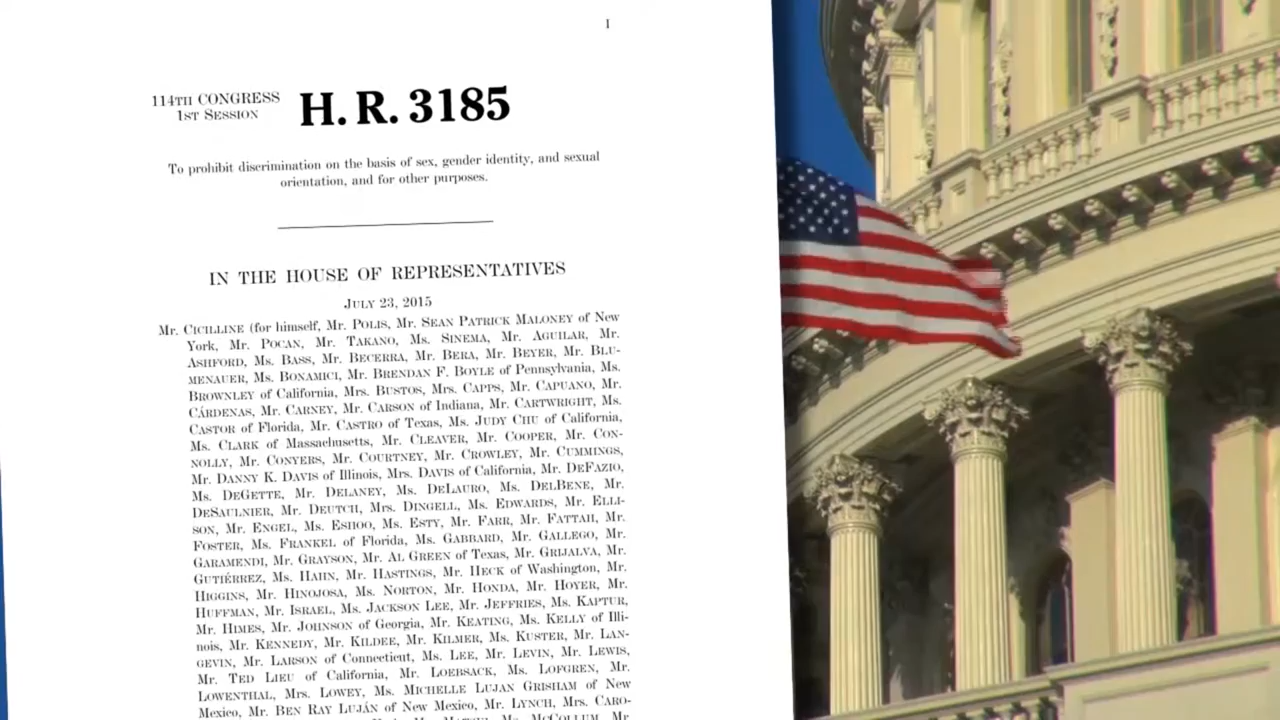 1
114TH CONGRESS
1ST SESSION
H. R. 3185
To prohibit discrimination on the basis of sex, gender identity, and sexual
orientation, and for other purposes.
IN THE HOUSE OF REPRESENTATIVES
JULY 23, 2015
Mr. CICILLINE (for himself, Mr. POLIS, Mr. SEAN PATRICK MALONEY of New
York, Mr. POCAN, Mr. TAKANO, Ms. SINEMA, Mr. AGUILAR, Mr.
ASHFORD, Ms. BASS, Mr. BECERRA, Mr. BERA, Mr. BEYER, Mr. BLU-
MENAUER, Ms. BONAMICI, Mr. BRENDAN F. BOYLE of Pennsylvania, Ms.
BROWNLEY of California, Mrs. BUSTOS, Mrs. CAPPS, Mr. CAPUANO, Mr.
CÁRDENAS, Mr. CARNEY, Mr. CARSON of Indiana, Mr. CARTWRIGHT, Ms.
CASTOR of Florida, Mr. CASTRO of Texas, Ms. JUDY CHU of California,
Ms. CLARK of Massachusetts, Mr. CLEAVER, Mr. COOPER, Mr. CON-
NOLLY, Mr. CONYERS, Mr. COURTNEY, Mr. CROWLEY, Mr. CUMMINGS,
Mr. DANNY K. DAVIS of Illinois, Mrs. DAVIS of California, Mr. DEFAZIO,
Ms. DEGETTE, Mr. DELANEY, Ms. DELAURO, Ms. DELBENE, Mr.
DESAULNIER, Mr. DEUTCH, Mrs. DINGELL, Ms. EDWARDS, Mr. ELLI-
SON, Mr. ENGEL, Ms. ESHOO, Ms. ESTY, Mr. FARR, Mr. FATTAH, Mr.
FOSTER, Ms. FRANKEL of Florida, Ms. GABBARD, Mr. GALLEGO, Mr.
GARAMENDI, Mr. GRAYSON, Mr. AL GREEN of Texas, Mr. GRIJALVA, Mr.
GUTIÉRREZ, Ms. HAHN, Mr. HASTINGS, Mr. HECK of Washington, Mr.
HIGGINS, Mr. HINOJOSA, Ms. NORTON, Mr. HONDA, Mr. HOYER, Mr.
HUFFMAN, Mr. ISRAEL, Ms. JACKSON LEE, Mr. JEFFRIES, Ms. KAPTUR,
Mr. HIMES, Mr. JOHNSON of Georgia, Mr. KEATING, Ms. KELLY of Illi-
nois, Mr. KENNEDY, Mr. KILDEE, Mr. KILMER, Ms. KUSTER, Mr. LAN-
GEVIN, Mr. LARSON of Connecticut, Ms. LEE, Mr. LEVIN, Mr. LEWIS,
Mr. TED LIEU of California, Mr. LOEBSACK, Ms. LOFGREN, Mr.
LOWENTHAL, Mrs. LOWEY, Ms. MICHELLE LUJAN GRISHAM of New
Mexico, Mr. BEN RAY LUJÁN of New Mexico, Mr. LYNCH, Mrs. CARO-
Ms. MCCOLLUM, Mr.